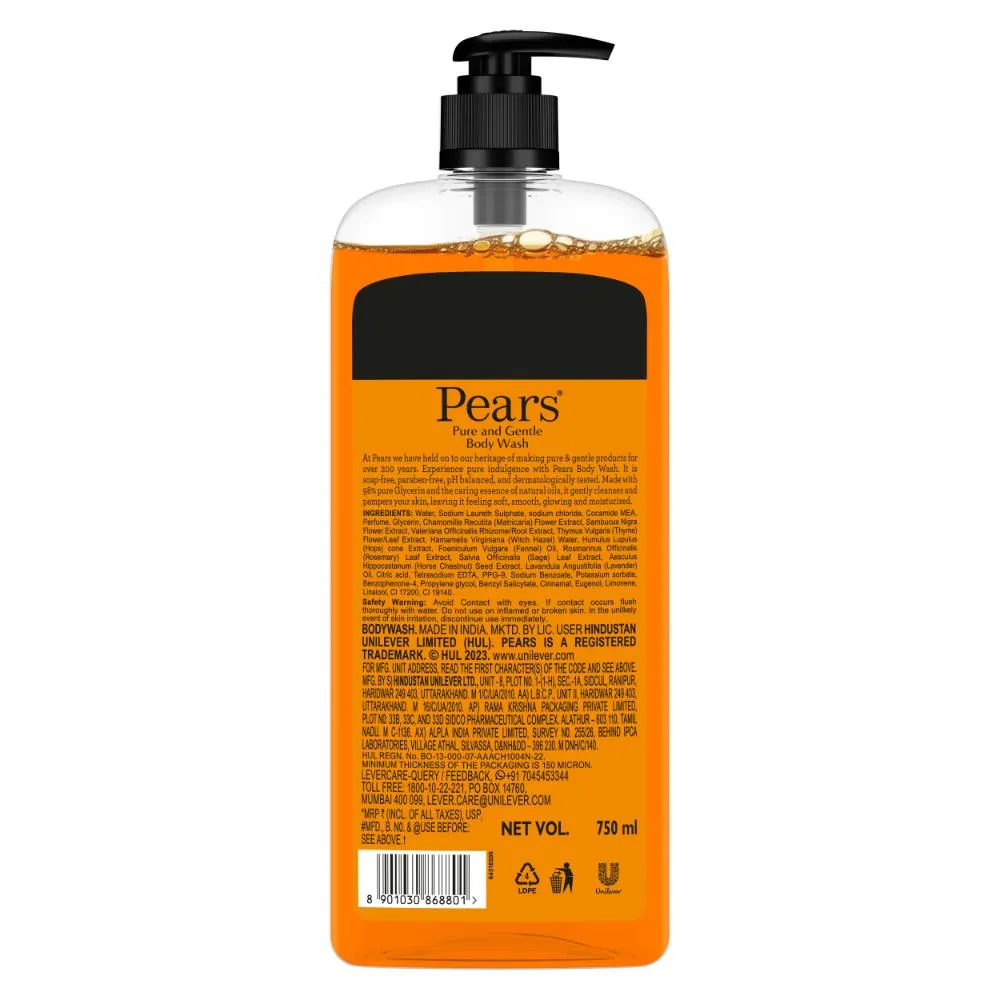 Pears®
Pure and Gentle
Body Wash
At Pears we have held on to our heritage of making pure & gentle products for
over 200 years. Experience pure indulgence with Pears Body Wash. It is
soap-free, paraben-free, pH balanced, and dermatologically tested. Made with
98% pure Glycerin and the caring essence of natural oils, it gently cleanses and
pampers your skin, leaving it feeling soft, smooth, glowing and moisturized.
INGREDIENTS: Water, Sodium Laureth Sulphate, sodium chloride, Cocamide MEA,
Perfume, Glycerin, Chamomilla Recutita (Matricaria) Flower Extract, Sambucus Nigra
Flower Extract, Valeriana Officinalis Rhizome/Root Extract, Thymus Vulgaris (Thyme)
Flower/Leaf Extract, Hamamelis Virginiana (Witch Hazel) Water, Humulus Lupulus
(Hops) cone Extract, Foeniculum Vulgare (Fennel) Oil, Rosmarinus Officinalis
(Rosemary) Leaf Extract, Salvia Officinalis (Sage) Leaf Extract, Aesculus
Hippocastanum (Horse Chestnut) Seed Extract, Lavandula Angustifolia (Lavender)
Oil, Citric acid, Tetrasodium EDTA, PPG-9, Sodium Benzoate, Potassium sorbate,
Benzophenone-4, Propylene glycol, Benzyl Salicylate, Cinnamal, Eugenol, Limonene,
Linalool, CI 17200, CI 19140.
Safety Warning: Avoid Contact with eyes. If contact occurs flush
thoroughly with water. Do not use on inflamed or broken skin. In the unlikely
event of skin irritation, discontinue use immediately.
BODYWASH. MADE IN INDIA. MKTD. BY LIC. USER HINDUSTAN
UNILEVER LIMITED (HUL). PEARS IS A REGISTERED
TRADEMARK. © HUL 2023. www.unilever.com
FOR MFG. UNIT ADDRESS, READ THE FIRST CHARACTER(S) OF THE CODE AND SEE ABOVE.
MFG. BY S) HINDUSTAN UNILEVER LTD., UNIT - 8, PLOT NO. 1-(1-H), SEC.-1A, SIDCUL, RANIPUR,
HARIDWAR 249 403, UTTARAKHAND. M 1/C/UA/2010. AA) L.B.C.P., UNIT II, HARIDWAR 249 403,
UTTARAKHAND. M 16/C/UA/2010. AP) RAMA KRISHNA PACKAGING PRIVATE LIMITED,
PLOT NO: 33B, 33C, AND 33D SIDCO PHARMACEUTICAL COMPLEX, ALATHUR – 603 110, TAMIL
NADU. M C-1136. AX) ALPLA INDIA PRIVATE LIMITED, SURVEY NO. 255/26, BEHIND IPCA
LABORATORIES, VILLAGE ATHAL, SILVASSA, D&NH&DD – 396 230. M DNH/C/140.
HUL REGN. No. BO-13-000-07-AAACH1004N-22.
MINIMUM THICKNESS OF THE PACKAGING IS 150 MICRON.
LEVERCARE-QUERY / FEEDBACK, +91 7045453344
TOLL FREE: 1800-10-22-221, PO BOX 14760,
MUMBAI 400 099, LEVER.CARE@UNILEVER.COM
*MRP ₹ (INCL. OF ALL TAXES), USP,
#MFD., B. NO. & @USE BEFORE:
SEE ABOVE.↑
NET VOL. 750 ml
8 901030 868801 >
4
LDPE
Unilever